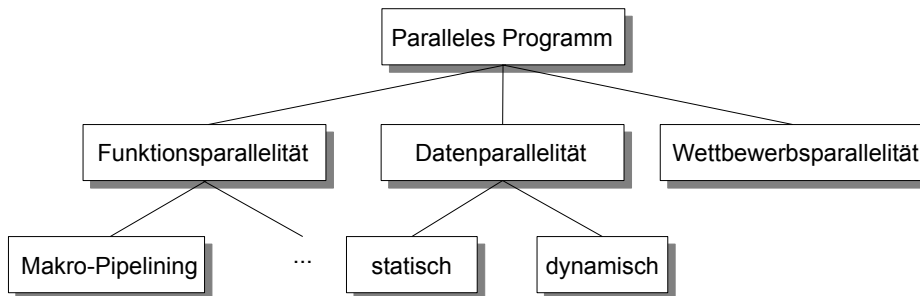 Paralleles Programm
Funktionsparallelität
Datenparallelität
Wettbewerbsparallelität
Makro-Pipelining
...
statisch
dynamisch